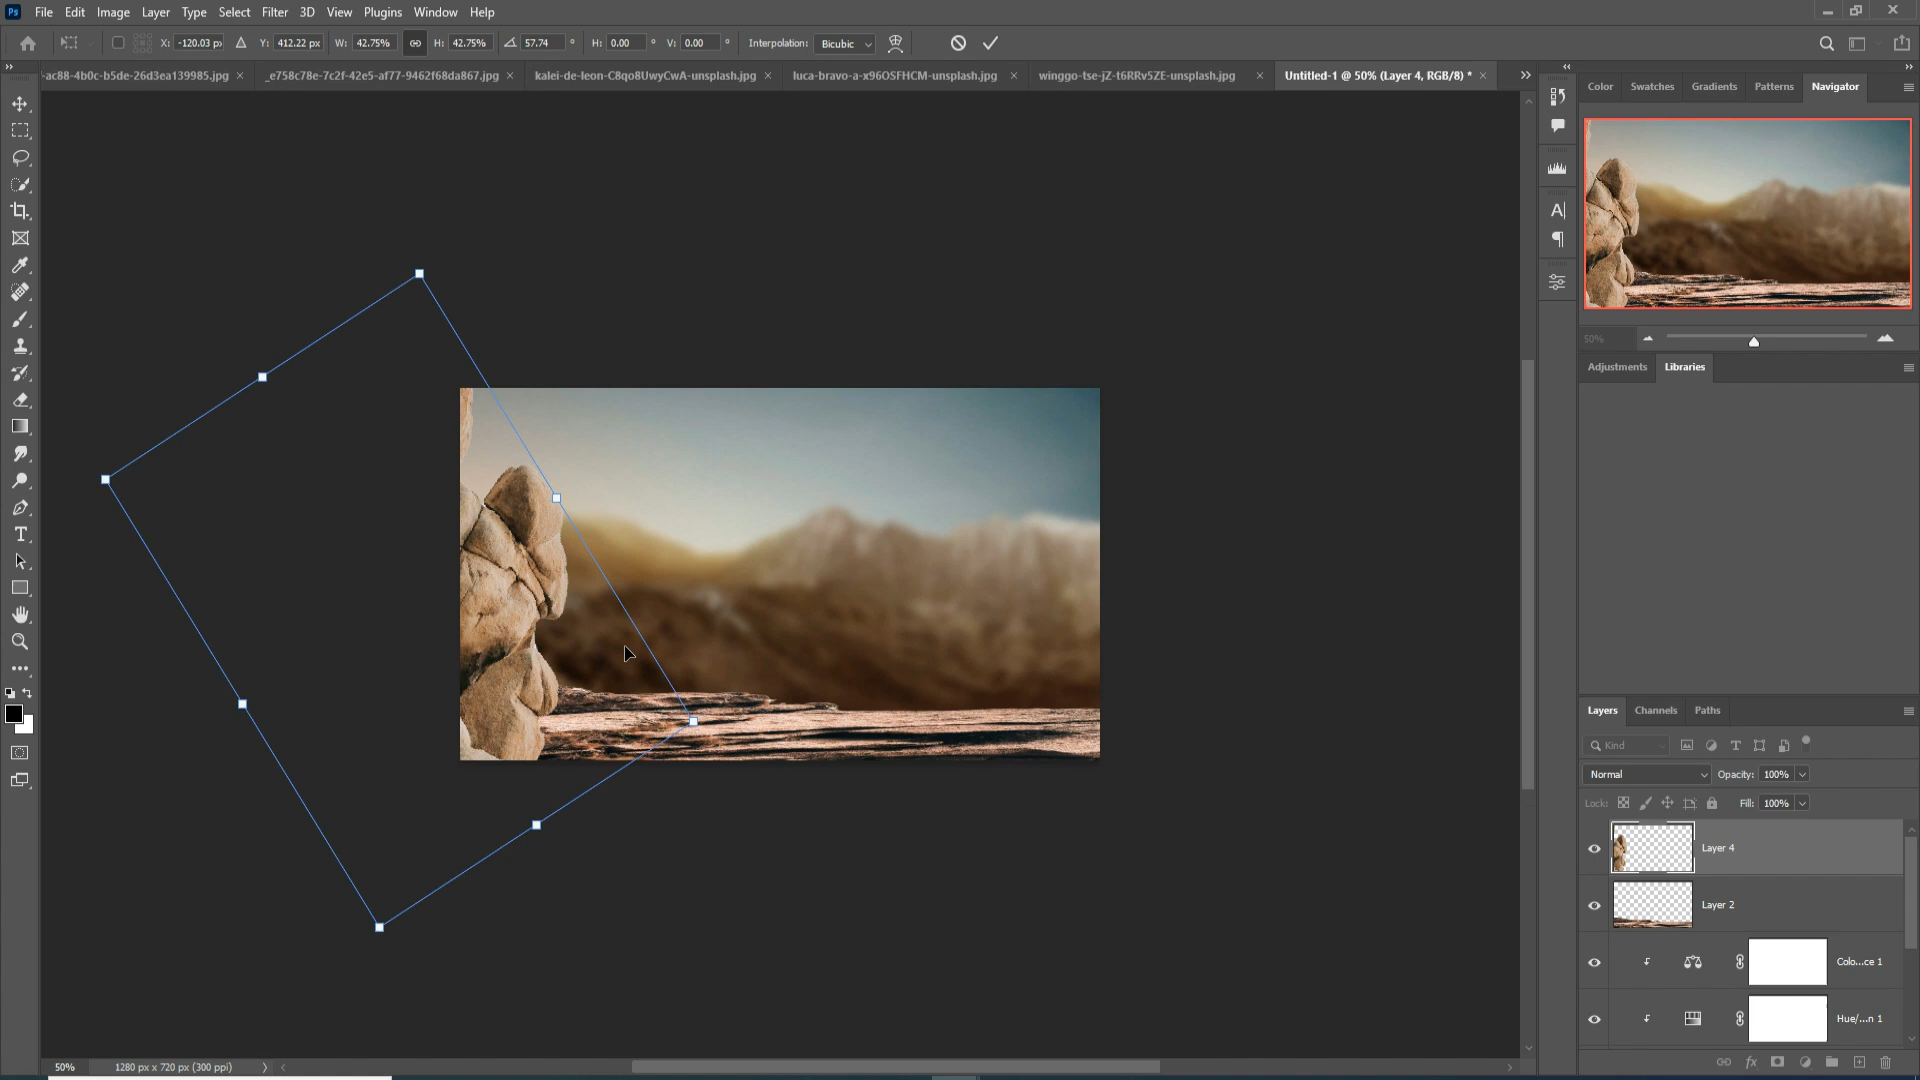 Ps File Edit Image Layer Type Select Filter 3D View Plugins Window Help
X: -120.03 px Y: 412.22 px W: 42.75% H: 42.75% 57.74 ° H: 0.00 ° V: 0.00 ° Interpolation: Bicubic
-ac88-4b0c-b5de-26d3ea139985.jpg × _e758c78e-7c2f-42e5-af77-9462f68da867.jpg × kalei-de-leon-C8qo8UwyCwA-unsplash.jpg × luca-bravo-a-x96OSFHCM-unsplash.jpg × winggo-tse-jZ-t6RRv5ZE-unsplash.jpg × Untitled-1 @ 50% (Layer 4, RGB/8) * ×
Color Swatches Gradients Patterns Navigator
50%
Adjustments Libraries
Layers Channels Paths
Kind
Normal Opacity: 100%
Lock: Fill: 100%
Layer 4
Layer 2
Colo...ce 1
Hue/...n 1
50% 1280 px x 720 px (300 ppi)